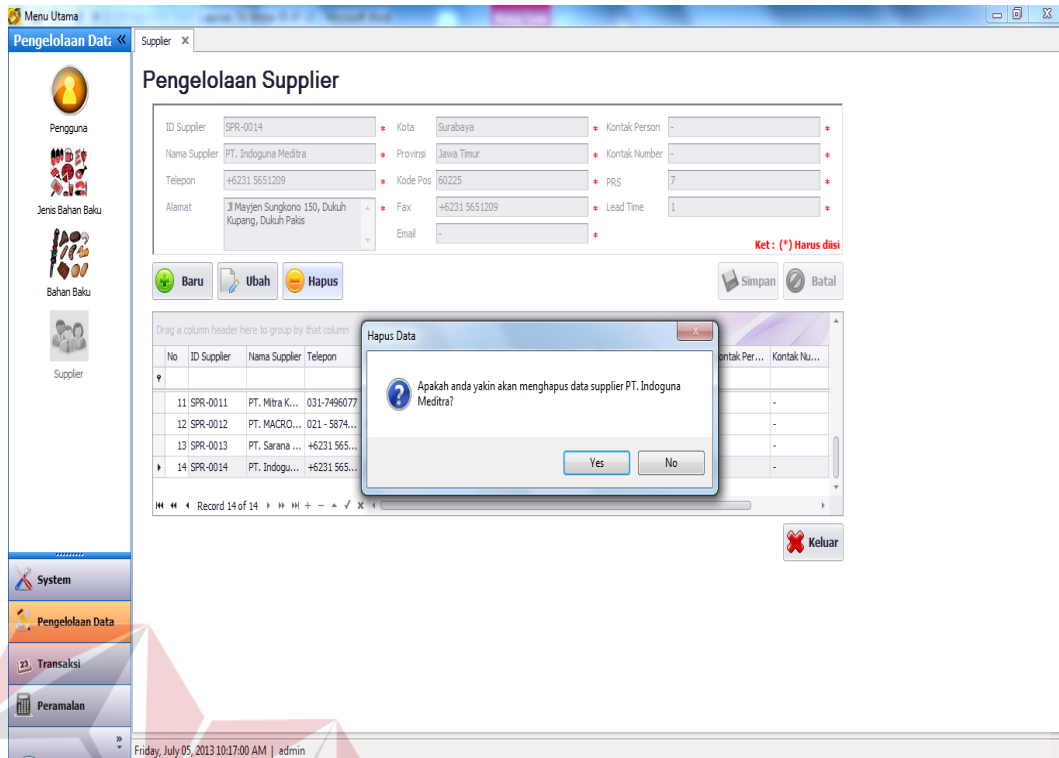 Menu Utama
Pengelolaan Data «
Supplier X
Pengelolaan Supplier
Pengguna
Jenis Bahan Baku
Bahan Baku
Supplier
ID Supplier SPR-0014 * Kota Surabaya * Kontak Person - *
Nama Supplier PT. Indoguna Meditra * Provinsi Jawa Timur * Kontak Number - *
Telepon +6231 5651209 * Kode Pos 60225 * PRS 7 *
Alamat Jl Mayjen Sungkono 150, Dukuh * Fax +6231 5651209 * Lead Time 1 *
Kupang, Dukuh Pakis
Email - *
Ket : (*) Harus diisi
Baru Ubah Hapus Simpan Batal
Drag a column header here to group by that column
No ID Supplier Nama Supplier Telepon ontak Per... Kontak Nu...
11 SPR-0011 PT. Mitra K... 031-7496077 -
12 SPR-0012 PT. MACRO... 021 - 5874... -
13 SPR-0013 PT. Sarana ... +6231 565... -
14 SPR-0014 PT. Indogu... +6231 565... -
Record 14 of 14
Hapus Data
Apakah anda yakin akan menghapus data supplier PT. Indoguna
Meditra?
Yes No
Keluar
System
Pengelolaan Data
23 Transaksi
Peramalan
»
Friday, July 05, 2013 10:17:00 AM | admin